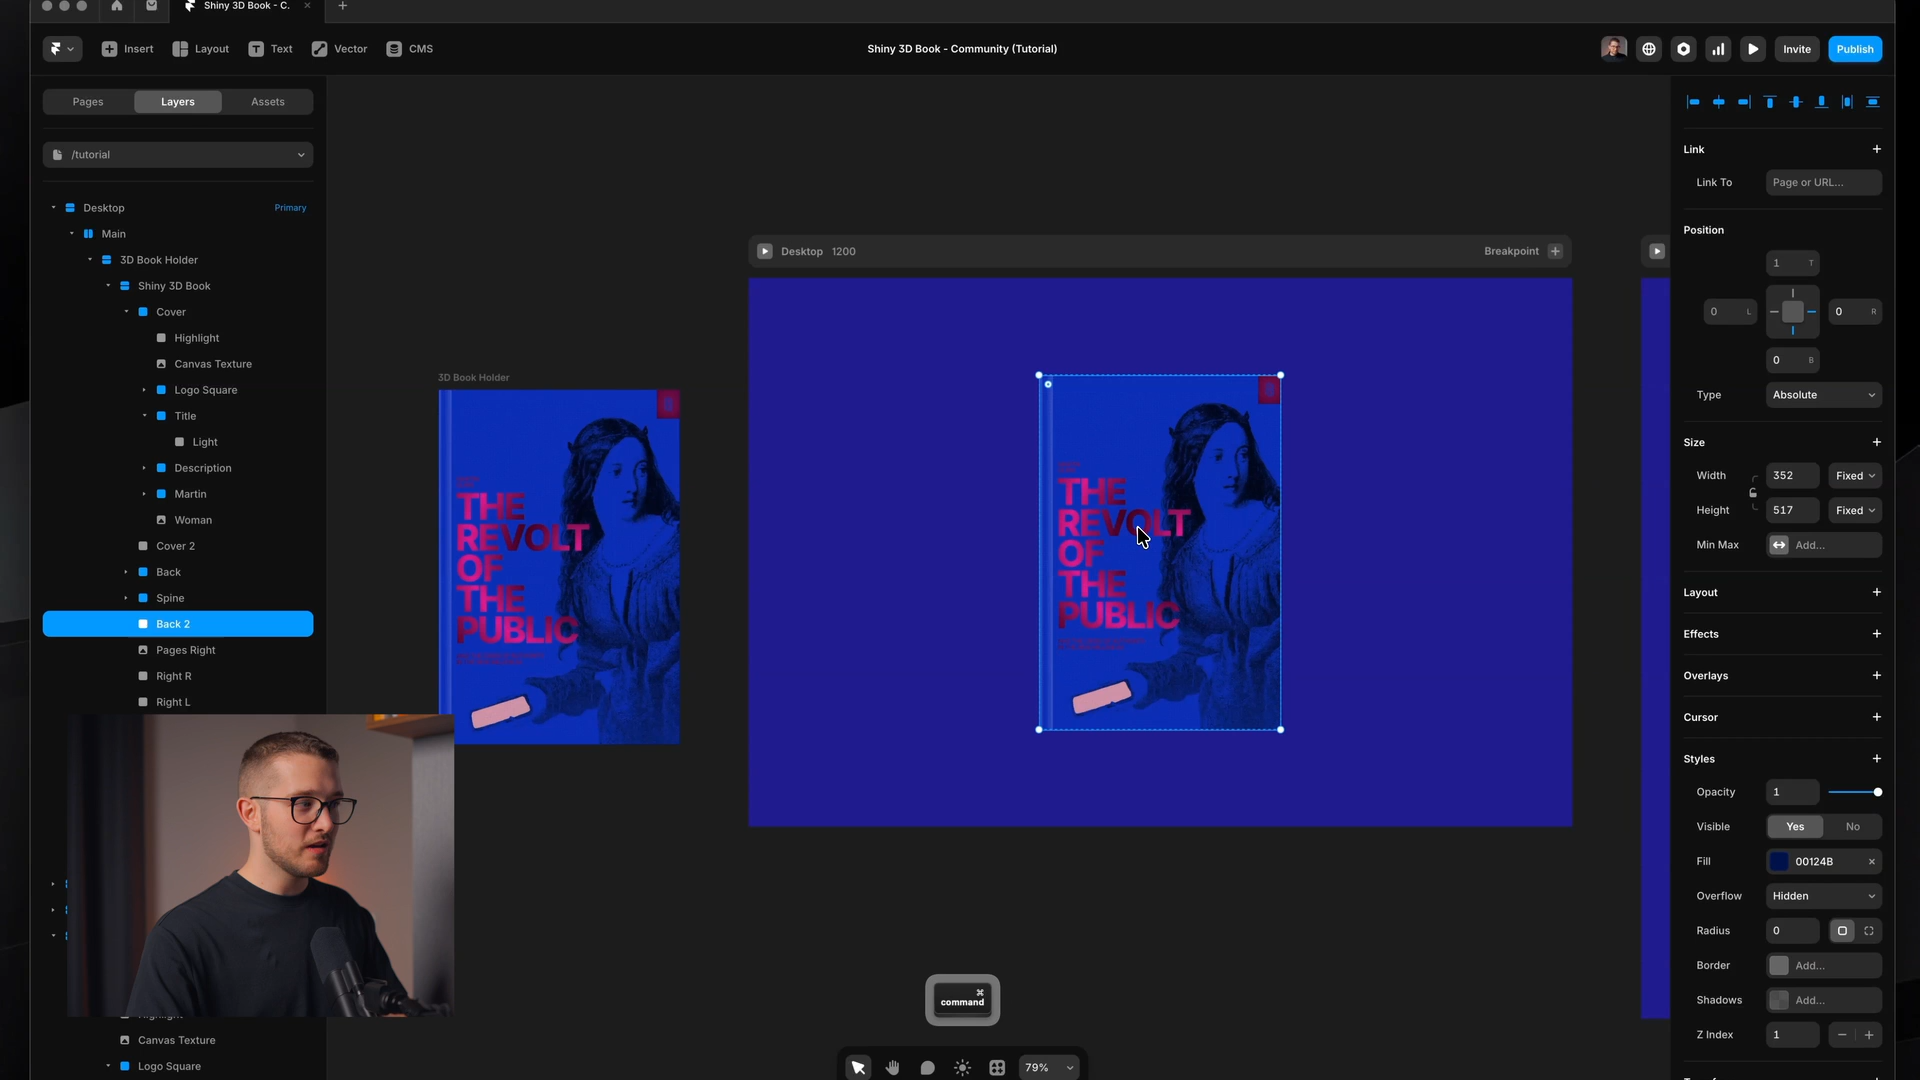 Shiny 3D Book - C.
Insert
Layout
Text
Vector
CMS
Shiny 3D Book - Community (Tutorial)
Invite
Publish
Pages
Layers
Assets
/tutorial
Desktop
Primary
Main
3D Book Holder
Shiny 3D Book
Cover
Highlight
Canvas Texture
Logo Square
Title
Light
Description
Martin
Woman
Cover 2
Back
Spine
Back 2
Pages Right
Right R
Right L
Canvas Texture
Logo Square
3D Book Holder
THE
REVOLT
OF
THE
PUBLIC
Desktop 1200
Breakpoint
THE
REVOLT
OF
THE
PUBLIC
⌘
command
79%
Link
Link To
Page or URL...
Position
1 T
0 L
0 R
0 B
Type
Absolute
Size
Width
352
Fixed
Height
517
Fixed
Min Max
Add...
Layout
Effects
Overlays
Cursor
Styles
Opacity
1
Visible
Yes
No
Fill
00124B
Overflow
Hidden
Radius
0
Border
Add...
Shadows
Add...
Z Index
1